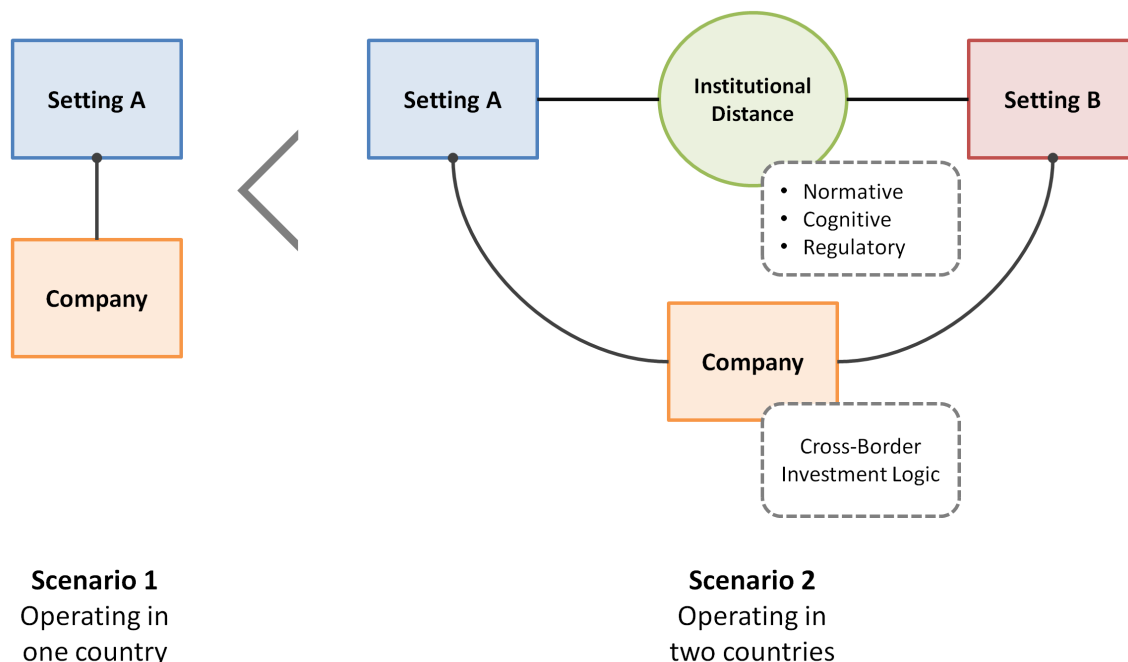 Setting A
Company
Scenario 1
Operating in
one country
Setting A
Institutional
Distance
Setting B
• Normative
• Cognitive
• Regulatory
Company
Cross-Border
Investment Logic
Scenario 2
Operating in
two countries